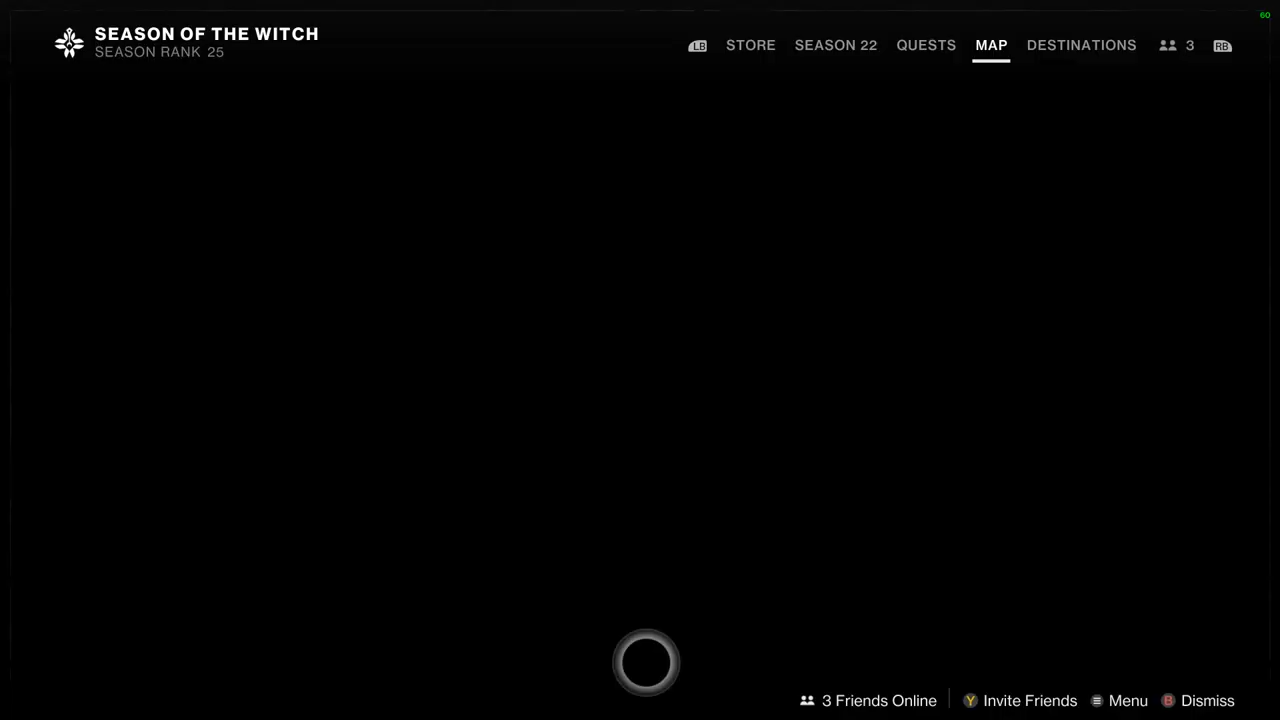 60
SEASON OF THE WITCH
SEASON RANK 25
LB STORE SEASON 22 QUESTS MAP DESTINATIONS 3 RB
3 Friends Online Y Invite Friends Menu B Dismiss